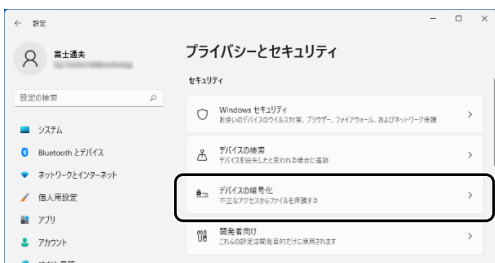 ← 設定
富士通夫
設定の検索
システム
Bluetooth とデバイス
ネットワークとインターネット
個人用設定
アプリ
アカウント
プライバシーとセキュリティ
セキュリティ
Windows セキュリティ
お使いのデバイスのウイルス対策、ブラウザー、ファイアウォール、およびネットワーク保護
デバイスの検索
デバイスを紛失したと思われる場合に追跡
デバイスの暗号化
不正なアクセスからファイルを保護する
開発者向け
これらの設定は開発目的だけに使用されます